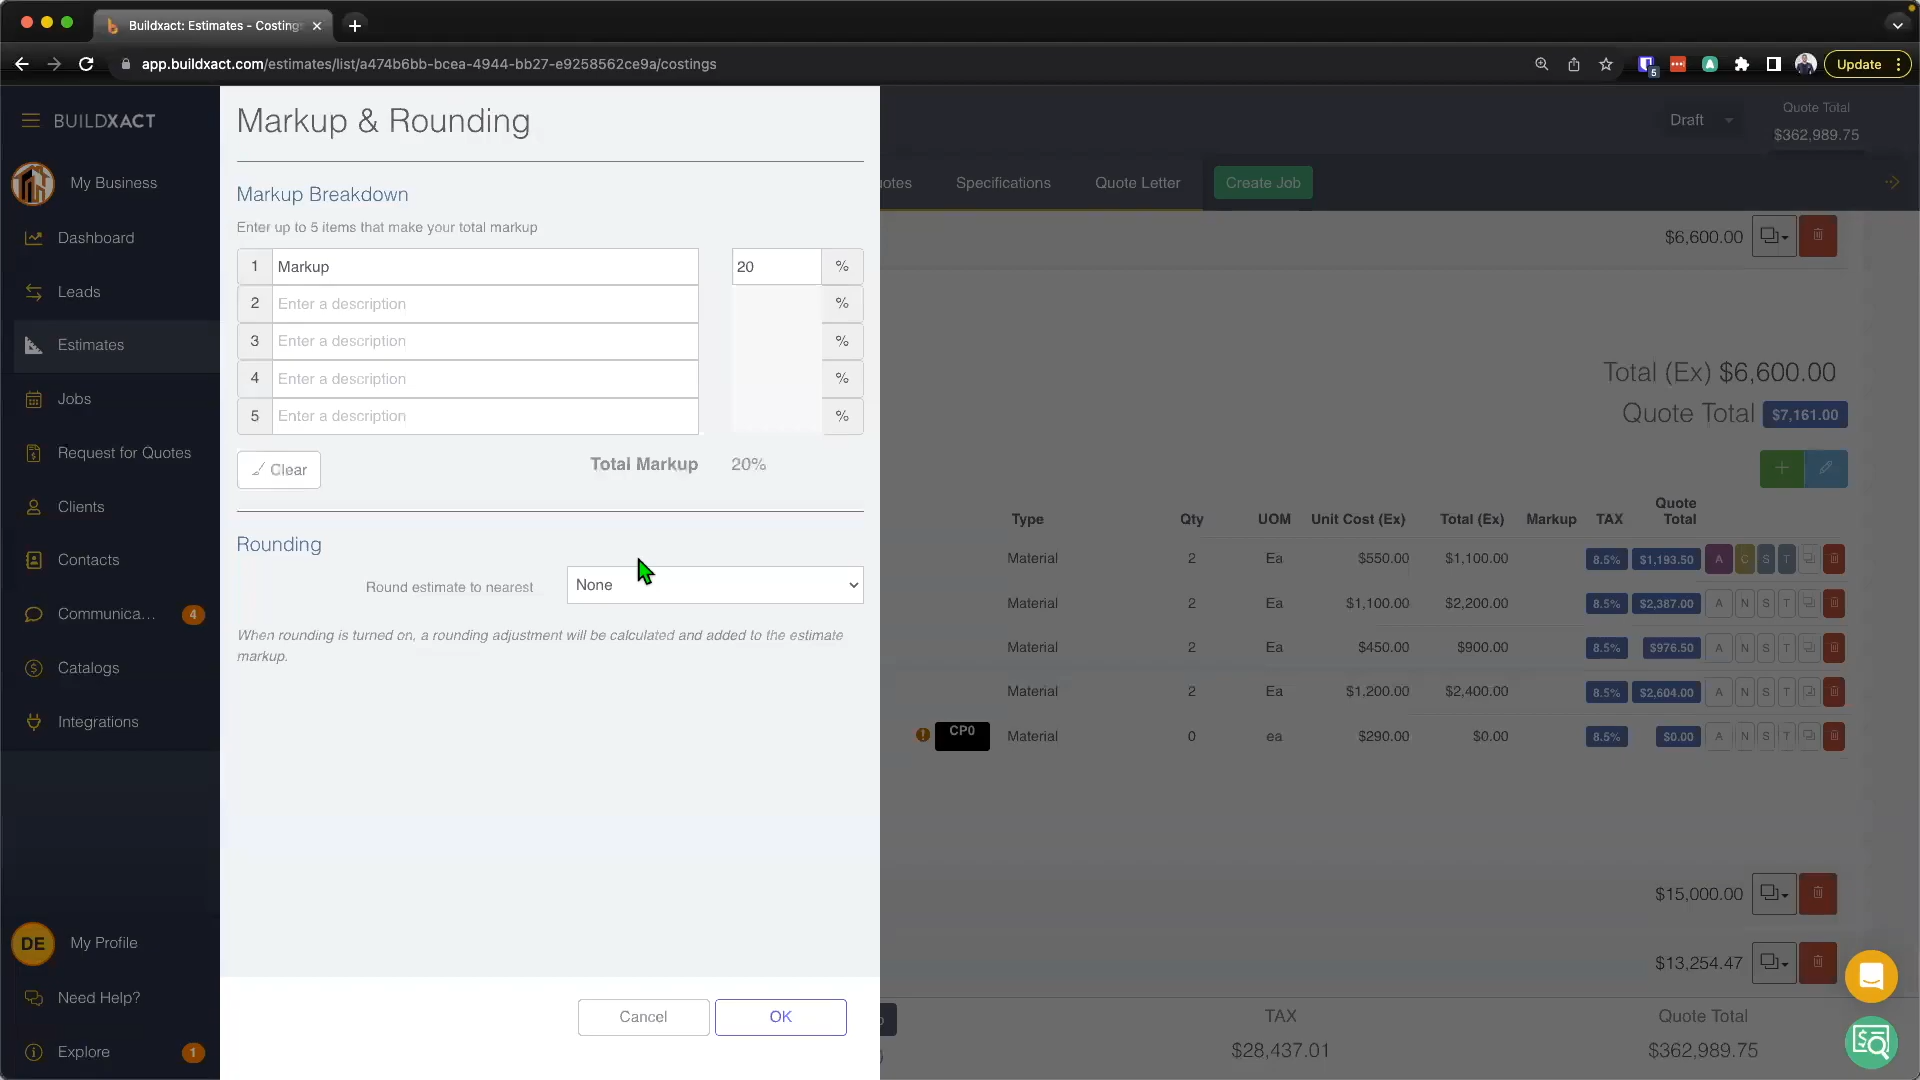 Buildxact: Estimates - Costing
app.buildxact.com/estimates/list/a474b6bb-bcea-4944-bb27-e9258562ce9a/costings
5
Update
BUILDXACT
My Business
Dashboard
Leads
Estimates
Jobs
Request for Quotes
Clients
Contacts
Communica... 4
Catalogs
Integrations
DE My Profile
Need Help?
Explore 1
Markup & Rounding
Markup Breakdown
Enter up to 5 items that make your total markup
1 Markup 20 %
2 Enter a description %
3 Enter a description %
4 Enter a description %
5 Enter a description %
Clear Total Markup 20%
Rounding
Round estimate to nearest None
When rounding is turned on, a rounding adjustment will be calculated and added to the estimate
markup.
Cancel OK
Draft
Quote Total
$362,989.75
otes Specifications Quote Letter Create Job
$6,600.00
Total (Ex) $6,600.00
Quote Total $7,161.00
Type Qty UOM Unit Cost (Ex) Total (Ex) Markup TAX Quote Total
Material 2 Ea $550.00 $1,100.00 8.5% $1,193.50 A C S T
Material 2 Ea $1,100.00 $2,200.00 8.5% $2,387.00 A N S T
Material 2 Ea $450.00 $900.00 8.5% $976.50 A N S T
Material 2 Ea $1,200.00 $2,400.00 8.5% $2,604.00 A N S T
CP0 Material 0 ea $290.00 $0.00 8.5% $0.00 A N S T
$15,000.00
$13,254.47
TAX Quote Total
$28,437.01 $362,989.75